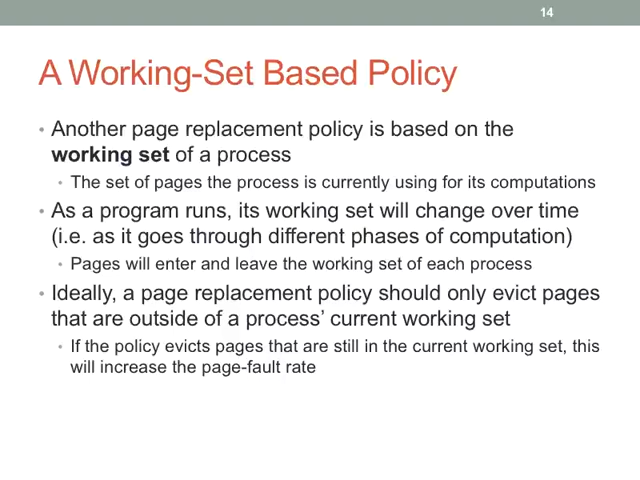 14
A Working-Set Based Policy
• Another page replacement policy is based on the
working set of a process
• The set of pages the process is currently using for its computations
• As a program runs, its working set will change over time
(i.e. as it goes through different phases of computation)
• Pages will enter and leave the working set of each process
• Ideally, a page replacement policy should only evict pages
that are outside of a process’ current working set
• If the policy evicts pages that are still in the current working set, this
will increase the page-fault rate